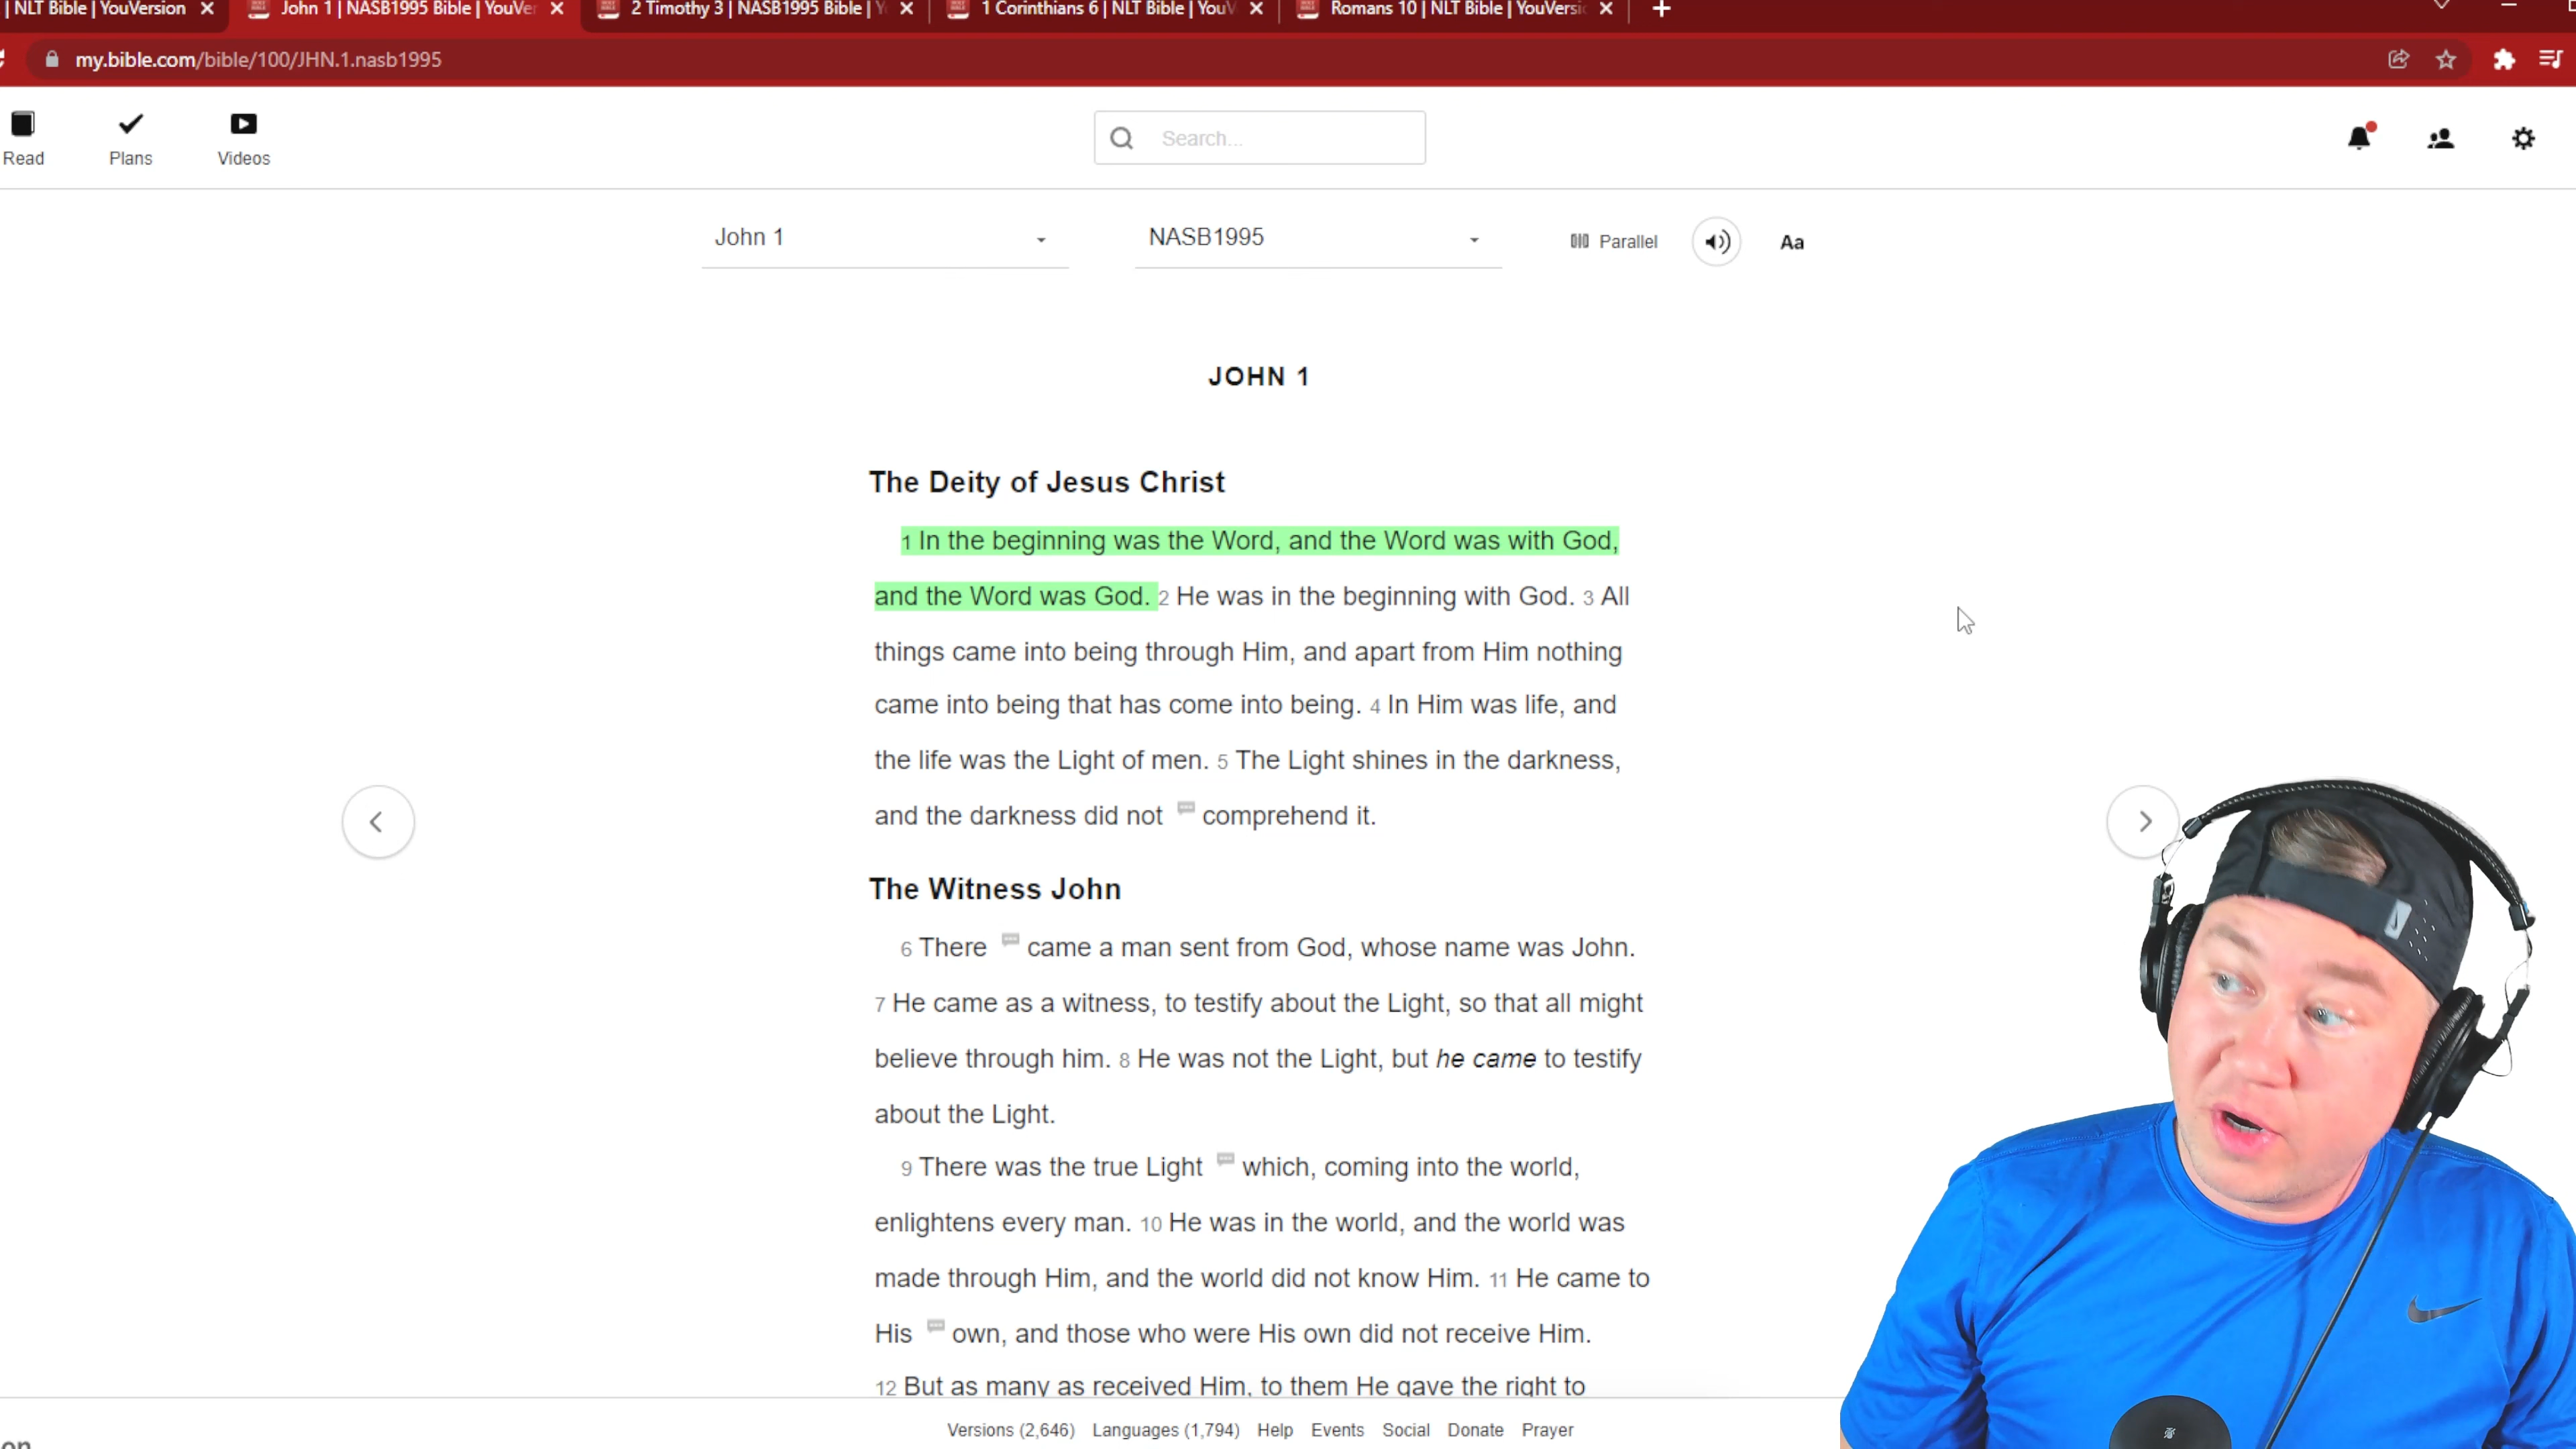 | NLT Bible | YouVersion
John 1 | NASB1995 Bible | YouVer
2 Timothy 3 | NASB1995 Bible | Y
1 Corinthians 6 | NLT Bible | YouV
Romans 10 | NLT Bible | YouVersi
my.bible.com/bible/100/JHN.1.nasb1995
Read
Plans
Videos
Search...
John 1
NASB1995
Parallel
Aa
JOHN 1
The Deity of Jesus Christ
1 In the beginning was the Word, and the Word was with God,
and the Word was God. 2 He was in the beginning with God. 3 All
things came into being through Him, and apart from Him nothing
came into being that has come into being. 4 In Him was life, and
the life was the Light of men. 5 The Light shines in the darkness,
and the darkness did not comprehend it.
The Witness John
6 There came a man sent from God, whose name was John.
7 He came as a witness, to testify about the Light, so that all might
believe through him. 8 He was not the Light, but he came to testify
about the Light.
9 There was the true Light which, coming into the world,
enlightens every man. 10 He was in the world, and the world was
made through Him, and the world did not know Him. 11 He came to
His own, and those who were His own did not receive Him.
12 But as many as received Him, to them He gave the right to
Versions (2,646) Languages (1,794) Help Events Social Donate Prayer